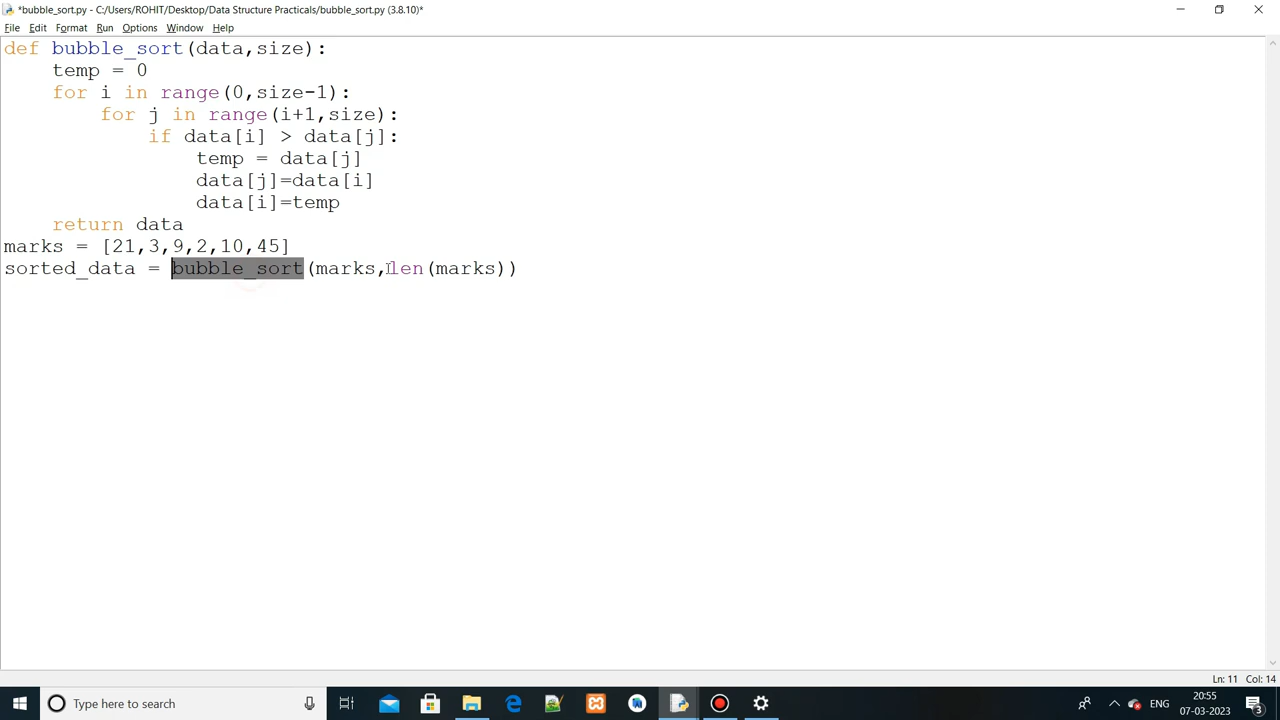 *bubble_sort.py - C:/Users/ROHIT/Desktop/Data Structure Practicals/bubble_sort.py (3.8.10)*
File Edit Format Run Options Window Help
def bubble_sort(data,size):
    temp = 0
    for i in range(0,size-1):
        for j in range(i+1,size):
            if data[i] > data[j]:
                temp = data[j]
                data[j]=data[i]
                data[i]=temp
    return data
marks = [21,3,9,2,10,45]
sorted_data = bubble_sort(marks,len(marks))
Ln: 11 Col: 14
Type here to search
ENG
20:55
07-03-2023
3